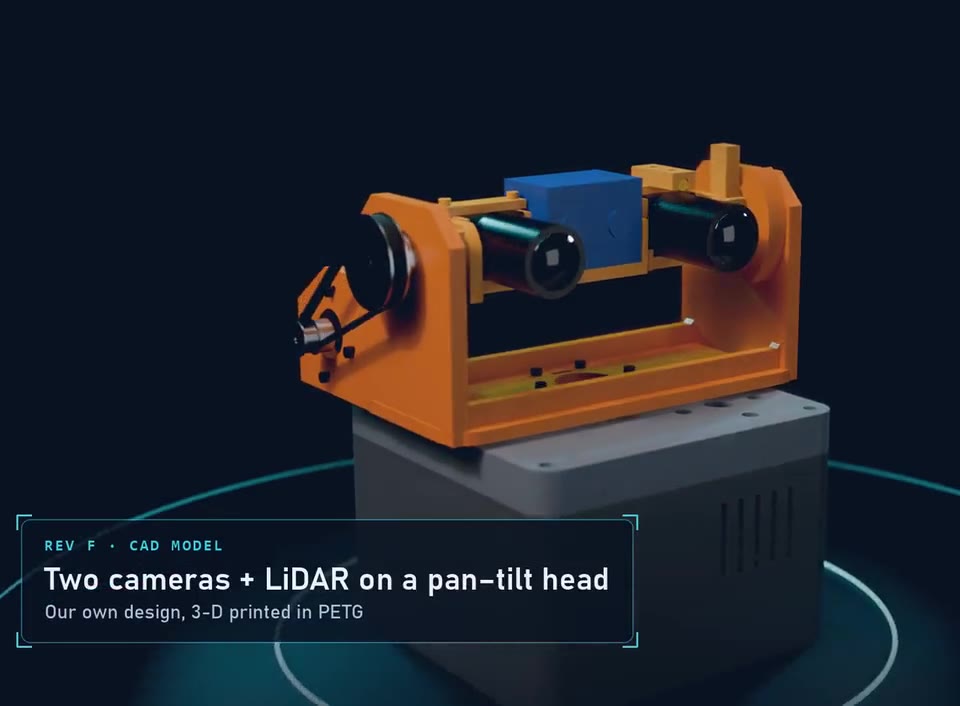 REV F · CAD MODEL
Two cameras + LiDAR on a pan–tilt head
Our own design, 3-D printed in PETG